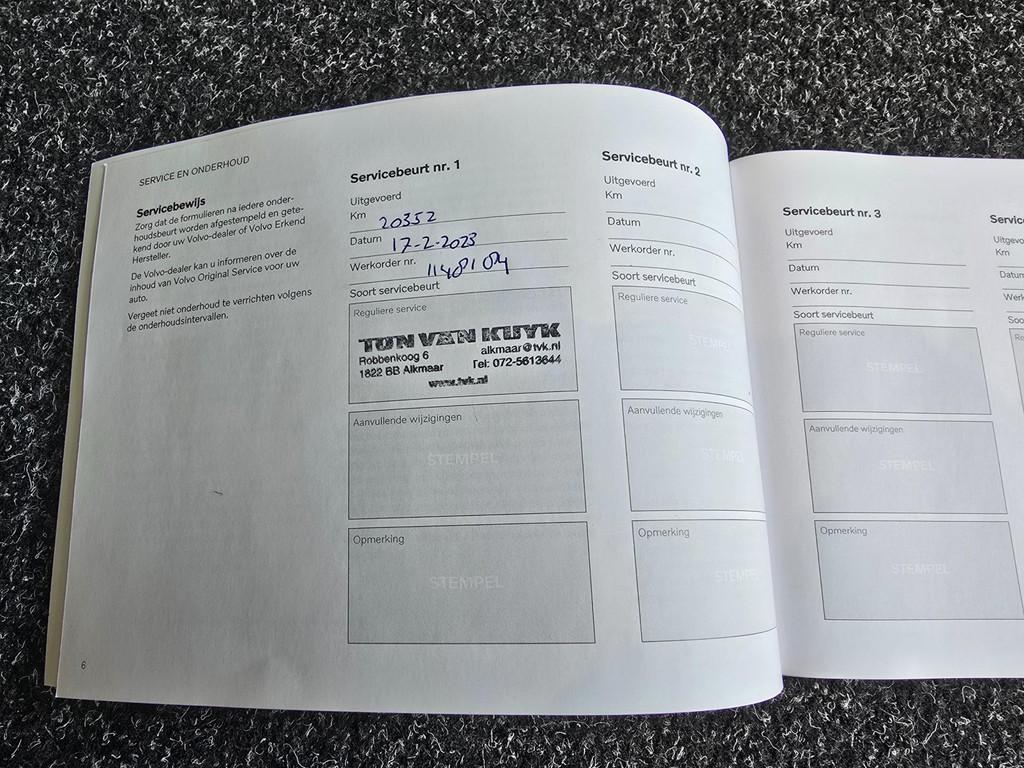 SERVICE EN ONDERHOUD
Servicebewijs
Zorg dat de formulieren na iedere onder-
houdsbeurt worden afgestempeld en gete-
kend door uw Volvo-dealer of Volvo Erkend
Hersteller.
De Volvo-dealer kan u informeren over de
inhoud van Volvo Original Service voor uw
auto.
Vergeet niet onderhoud te verrichten volgens
de onderhoudsintervallen.
6
Servicebeurt nr. 1
Uitgevoerd
Km 20352
Datum 17-2-2023
Werkorder nr.
Soort servicebeurt
Reguliere service
TON VAN KUYK
Robbenkoog 6 alkmaar@tvk.nl
1822 BB Alkmaar Tel: 072-5613644
www.tvk.nl
Aanvullende wijzigingen
STEMPEL
Opmerking
STEMPEL
Servicebeurt nr. 2
Uitgevoerd
Km
Datum
Werkorder nr.
Soort servicebeurt
Reguliere service
STEMPEL
Aanvullende wijzigingen
STEMPEL
Opmerking
STEMPEL
Servicebeurt nr. 3
Uitgevoerd
Km
Datum
Werkorder nr.
Soort servicebeurt
Reguliere service
STEMPEL
Aanvullende wijzigingen
STEMPEL
Opmerking
STEMPEL
Km